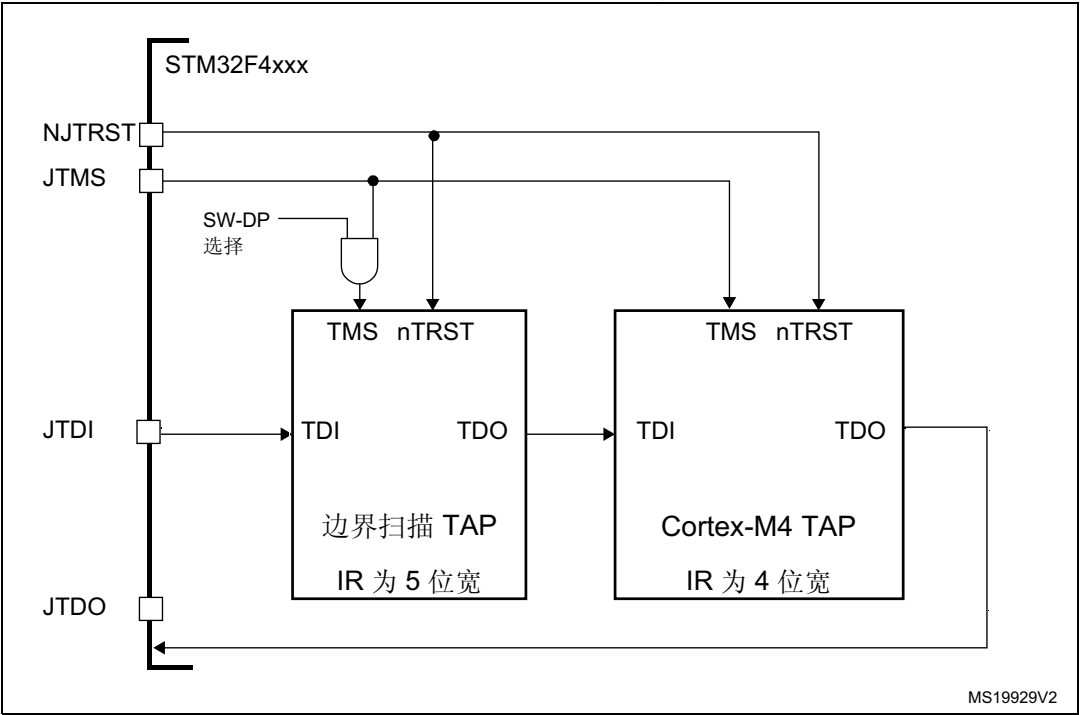 STM32F4xxx
NJTRST
JTMS
SW-DP
选择
TMS nTRST
TMS nTRST
JTDI
TDI
TDO
TDI
TDO
边界扫描 TAP
Cortex-M4 TAP
IR 为 5 位宽
IR 为 4 位宽
JTDO
MS19929V2